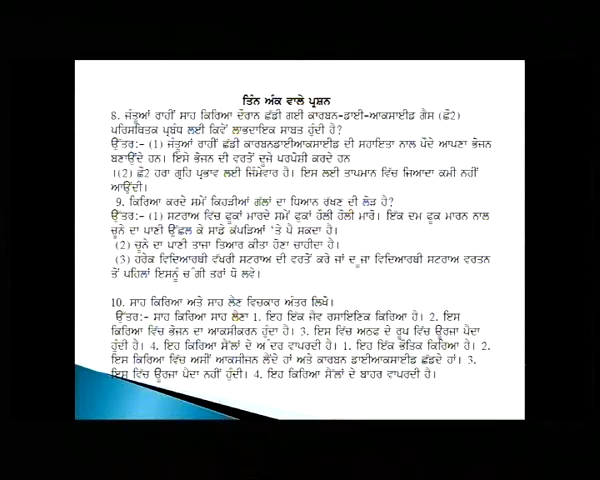 ਤਿੰਨ ਅੰਕ ਵਾਲੇ ਪ੍ਰਸ਼ਨ
8. ਜੰਤੂਆਂ ਰਾਹੀਂ ਸਾਹ ਕਿਰਿਆ ਦੌਰਾਨ ਛੱਡੀ ਗਈ ਕਾਰਬਨ-ਡਾਈ-ਆਕਸਾਈਡ ਗੈਸ (ਛੌ2)
ਪਰਿਸਥਿਤਕ ਪ੍ਰਬੰਧ ਲਈ ਕਿਵੇਂ ਲਾਭਦਾਇਕ ਸਾਬਤ ਹੁੰਦੀ ਹੈ?
ਉੱਤਰ:- (1) ਜੰਤੂਆਂ ਰਾਹੀਂ ਛੱਡੀ ਕਾਰਬਨਡਾਈਆਕਸਾਈਡ ਦੀ ਸਹਾਇਤਾ ਨਾਲ ਪੌਦੇ ਆਪਣਾ ਭੋਜਨ
ਬਣਾਉਂਦੇ ਹਨ। ਇਸੇ ਭੋਜਨ ਦੀ ਵਰਤੋਂ ਦੂਜੇ ਪਰਪੋਸ਼ੀ ਕਰਦੇ ਹਨ
।(2) ਛੌ2 ਹਰਾ ਗ੍ਰਹਿ ਪ੍ਰਭਾਵ ਲਈ ਜ਼ਿੰਮੇਵਾਰ ਹੈ। ਇਸ ਲਈ ਤਾਪਮਾਨ ਵਿੱਚ ਜਿਆਦਾ ਕਮੀ ਨਹੀਂ
ਆਉਂਦੀ।
9. ਕਿਰਿਆ ਕਰਦੇ ਸਮੇਂ ਕਿਹੜੀਆਂ ਗੱਲਾਂ ਦਾ ਧਿਆਨ ਰੱਖਣ ਦੀ ਲੋੜ ਹੈ?
ਉੱਤਰ:- (1) ਸਟਰਾਅ ਵਿੱਚ ਫੂਕਾਂ ਮਾਰਦੇ ਸਮੇਂ ਫੂਕਾਂ ਹੌਲੀ ਹੌਲੀ ਮਾਰੋ। ਇੱਕ ਦਮ ਫੂਕ ਮਾਰਨ ਨਾਲ
ਚੂਨੇ ਦਾ ਪਾਣੀ ਉੱਛਲ ਕੇ ਸਾਡੇ ਕੱਪੜਿਆਂ 'ਤੇ ਪੈ ਸਕਦਾ ਹੈ।
(2) ਚੂਨੇ ਦਾ ਪਾਣੀ ਤਾਜ਼ਾ ਤਿਆਰ ਕੀਤਾ ਹੋਣਾ ਚਾਹੀਦਾ ਹੈ।
(3) ਹਰੇਕ ਵਿਦਿਆਰਥੀ ਵੱਖਰੀ ਸਟਰਾਅ ਦੀ ਵਰਤੋਂ ਕਰੇ ਜਾਂ ਦੂਜਾ ਵਿਦਿਆਰਥੀ ਸਟਰਾਅ ਵਰਤਨ
ਤੋਂ ਪਹਿਲਾਂ ਇਸਨੂੰ ਚੰਗੀ ਤਰਾਂ ਧੋ ਲਵੇ।
10. ਸਾਹ ਕਿਰਿਆ ਅਤੇ ਸਾਹ ਲੈਣ ਵਿਚਕਾਰ ਅੰਤਰ ਲਿਖੋ।
ਉੱਤਰ:- ਸਾਹ ਕਿਰਿਆ ਸਾਹ ਲੈਣਾ 1. ਇਹ ਇੱਕ ਜੈਵ ਰਸਾਇਣਿਕ ਕਿਰਿਆ ਹੈ। 2. ਇਸ
ਕਿਰਿਆ ਵਿੱਚ ਭੋਜਨ ਦਾ ਆਕਸੀਕਰਨ ਹੁੰਦਾ ਹੈ। 3. ਇਸ ਵਿੱਚ ਅਠਫ ਦੇ ਰੂਪ ਵਿੱਚ ਊਰਜਾ ਪੈਦਾ
ਹੁੰਦੀ ਹੈ। 4. ਇਹ ਕਿਰਿਆ ਸੈੱਲਾਂ ਦੇ ਅੰਦਰ ਵਾਪਰਦੀ ਹੈ। 1. ਇਹ ਇੱਕ ਭੌਤਿਕ ਕਿਰਿਆ ਹੈ। 2.
ਇਸ ਕਿਰਿਆ ਵਿੱਚ ਅਸੀਂ ਆਕਸੀਜਨ ਲੈਂਦੇ ਹਾਂ ਅਤੇ ਕਾਰਬਨ ਡਾਈਆਕਸਾਈਡ ਛੱਡਦੇ ਹਾਂ। 3.
ਇਸ ਵਿੱਚ ਊਰਜਾ ਪੈਦਾ ਨਹੀਂ ਹੁੰਦੀ। 4. ਇਹ ਕਿਰਿਆ ਸੈੱਲਾਂ ਦੇ ਬਾਹਰ ਵਾਪਰਦੀ ਹੈ।